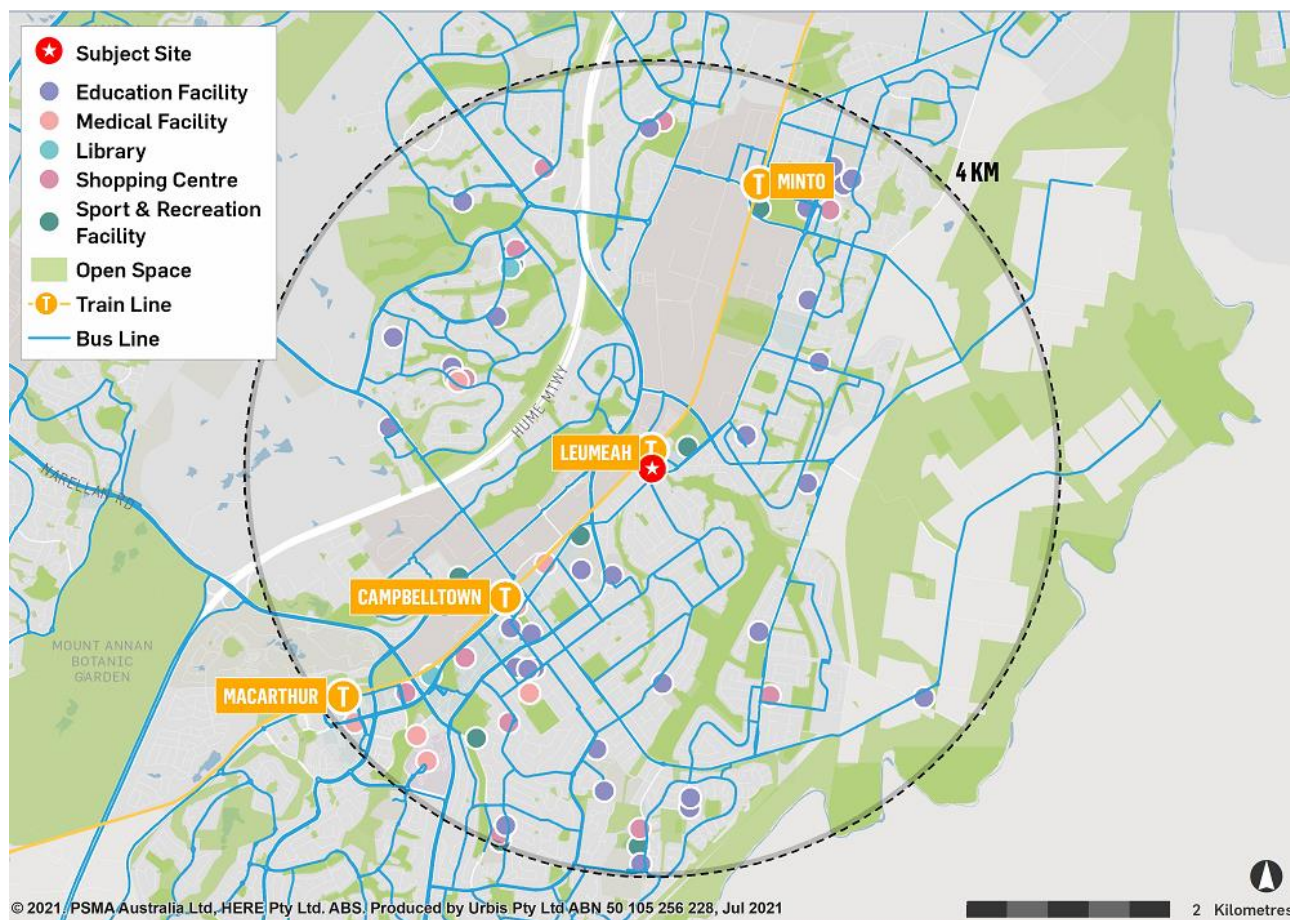 Subject Site
Education Facility
Medical Facility
Library
Shopping Centre
Sport & Recreation
Facility
Open Space
T Train Line
Bus Line
4 KM
T MINTO
HUME MTWY
LEUMEAH T
NARELLAN RD
CAMPBELLTOWN T
MOUNT ANNAN
BOTANIC
GARDEN
MACARTHUR T
© 2021. PSMA Australia Ltd, HERE Pty Ltd. ABS. Produced by Urbis Pty Ltd ABN 50 105 256 228, Jul 2021
2 Kilometres